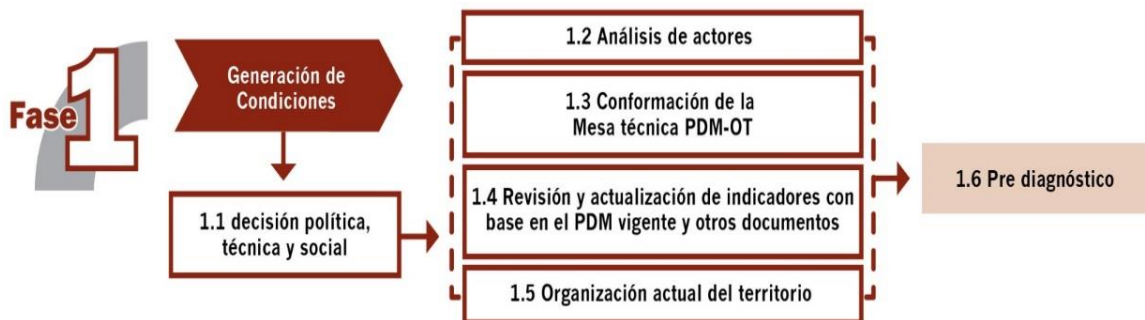 Fase 1
Generación de
Condiciones
1.1 decisión política,
técnica y social
1.2 Análisis de actores
1.3 Conformación de la
Mesa técnica PDM-OT
1.4 Revisión y actualización de indicadores con
base en el PDM vigente y otros documentos
1.5 Organización actual del territorio
1.6 Pre diagnóstico